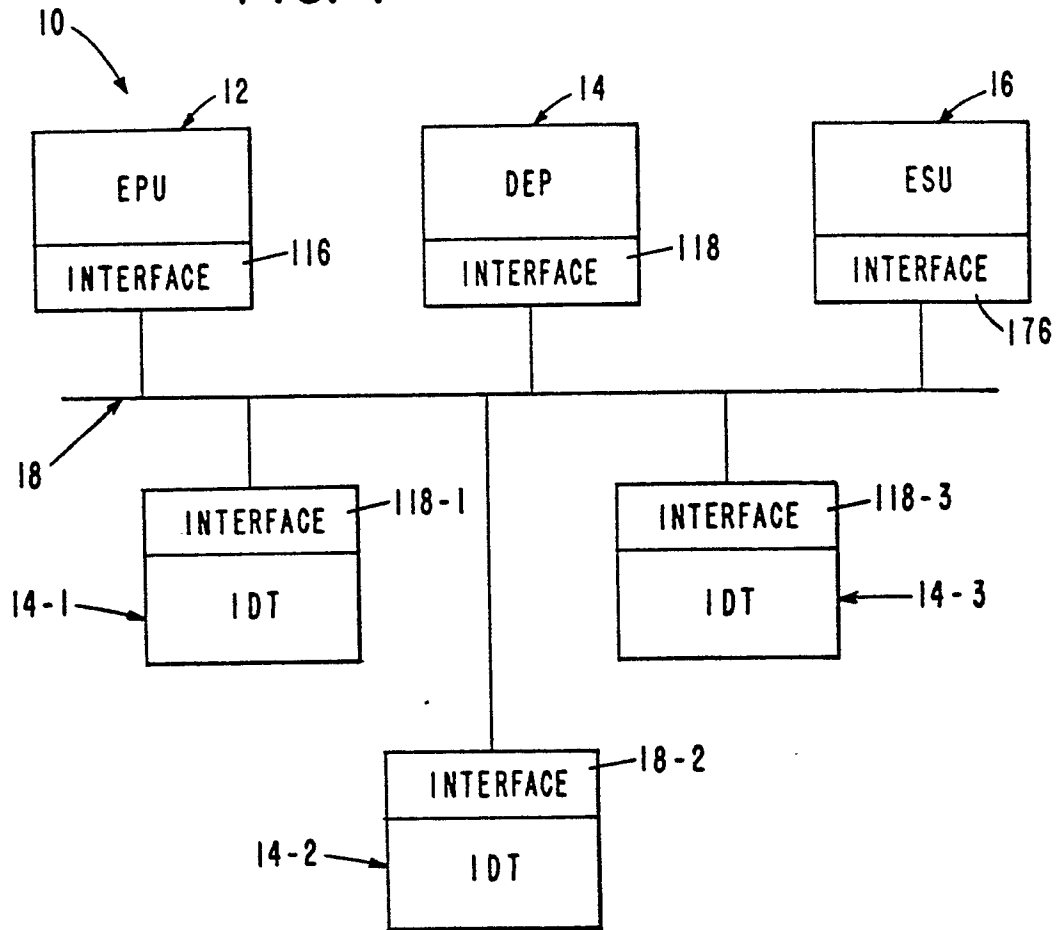 10
12
14
16
EPU
DEP
ESU
INTERFACE
116
INTERFACE
118
INTERFACE
176
18
INTERFACE
118-1
INTERFACE
118-3
14-1
IDT
IDT
14-3
INTERFACE
18-2
14-2
IDT